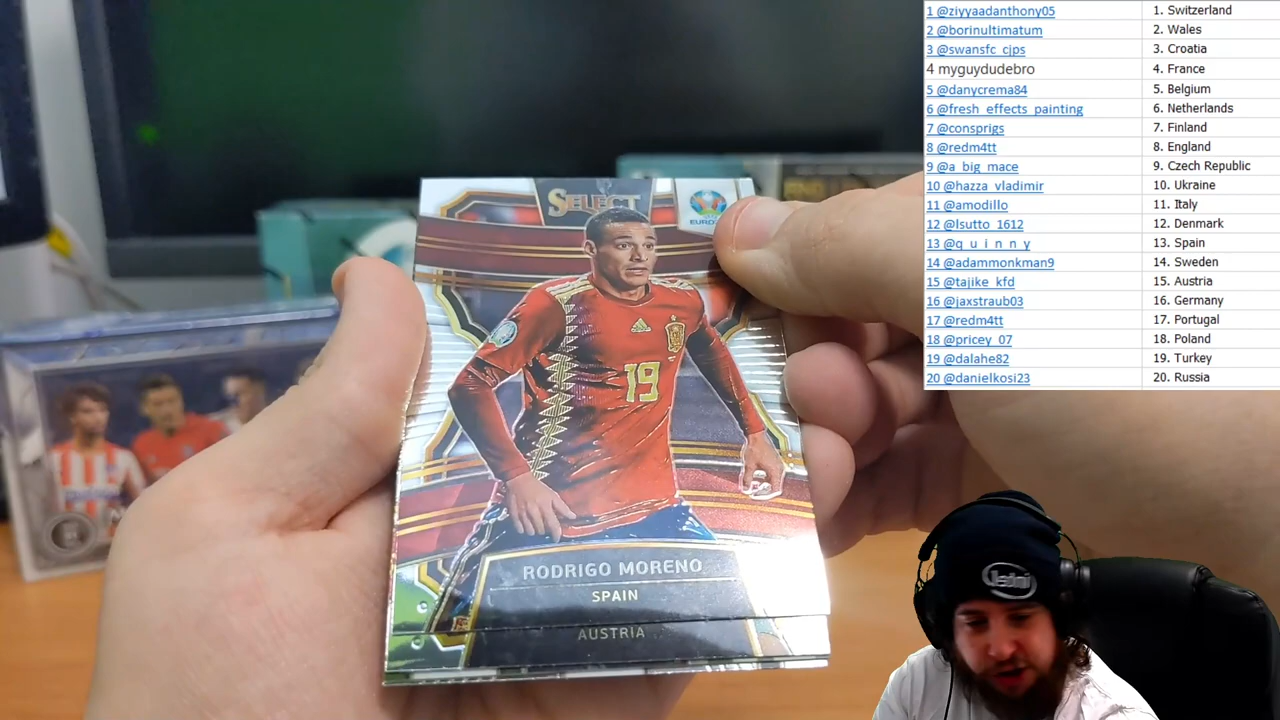 1 @ziyyaadanthony05 1. Switzerland
2 @borinultimatum 2. Wales
3 @swansfc_cjps 3. Croatia
4 myguydudebro 4. France
5 @danycrema84 5. Belgium
6 @fresh_effects_painting 6. Netherlands
7 @consprigs 7. Finland
8 @redm4tt 8. England
9 @a_big_mace 9. Czech Republic
10 @hazza_vladimir 10. Ukraine
11 @amodillo 11. Italy
12 @lsutto_1612 12. Denmark
13 @q_u_i_n_n_y 13. Spain
14 @adammonkman9 14. Sweden
15 @tajike_kfd 15. Austria
16 @jaxstraub03 16. Germany
17 @redm4tt 17. Portugal
18 @pricey_07 18. Poland
19 @dalahe82 19. Turkey
20 @danielkosi23 20. Russia
SELECT
EURO
19
RODRIGO MORENO
SPAIN
AUSTRIA